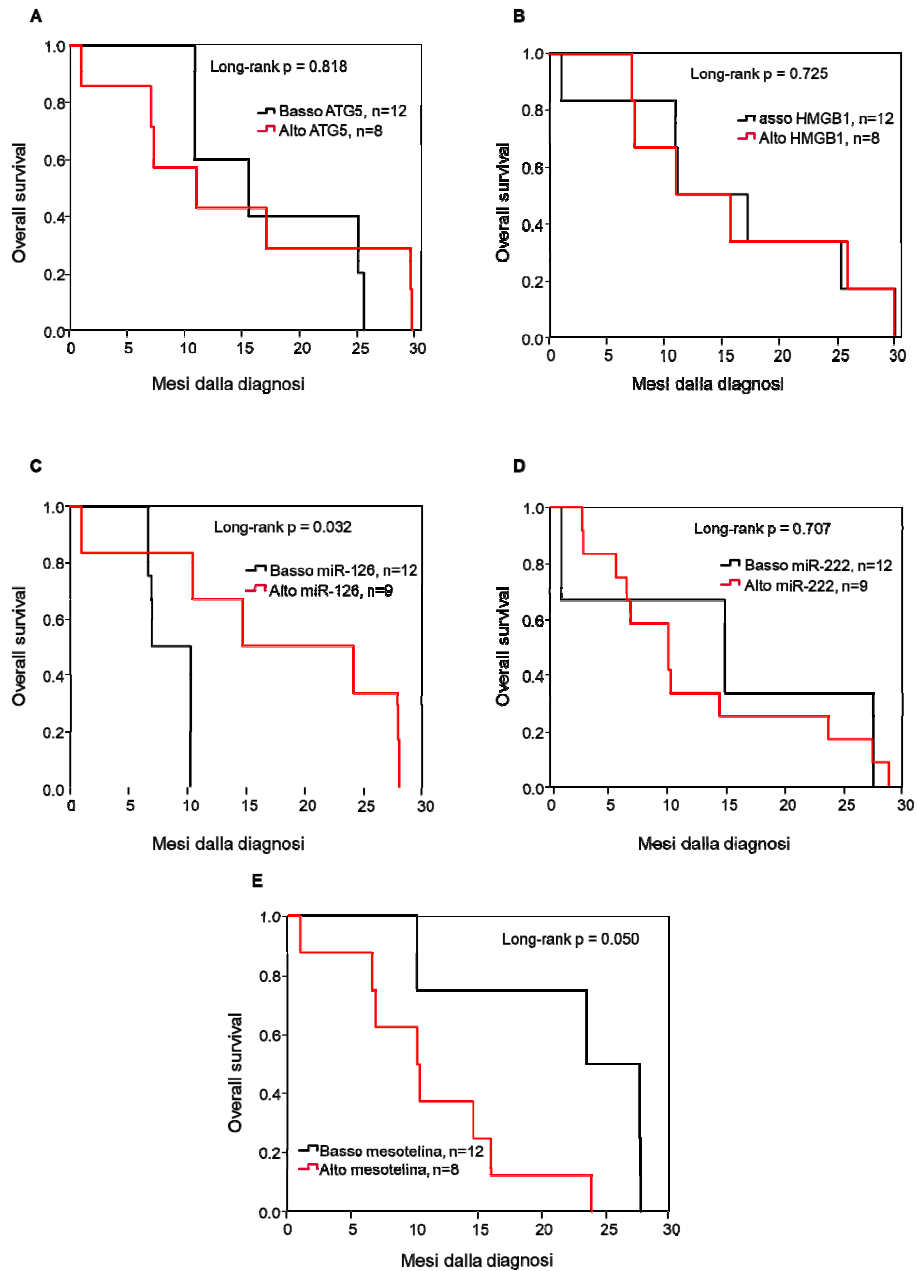 A
Long-rank p = 0.818
Basso ATG5, n=12
Alto ATG5, n=8
Overall survival
1.0
0.8
0.6
0.4
0.2
0.0
0 5 10 15 20 25 30
Mesi dalla diagnosi
B
Long-rank p = 0.725
asso HMGB1, n=12
Alto HMGB1, n=8
Overall survival
1.0
0.8
0.6
0.4
0.2
0.0
0 5 10 15 20 25 30
Mesi dalla diagnosi
C
Long-rank p = 0.032
Basso miR-126, n=12
Alto miR-126, n=9
Overall survival
1.0
0.8
0.6
0.4
0.2
0.0
0 5 10 15 20 25 30
Mesi dalla diagnosi
D
Long-rank p = 0.707
Basso miR-222, n=12
Alto miR-222, n=9
Overall survival
1.0
0.8
0.6
0.4
0.2
0.0
0 5 10 15 20 25 30
Mesi dalla diagnosi
E
Long-rank p = 0.050
Basso mesotelina, n=12
Alto mesotelina, n=8
Overall survival
1.0
0.8
0.6
0.4
0.2
0.0
0 5 10 15 20 25 30
Mesi dalla diagnosi